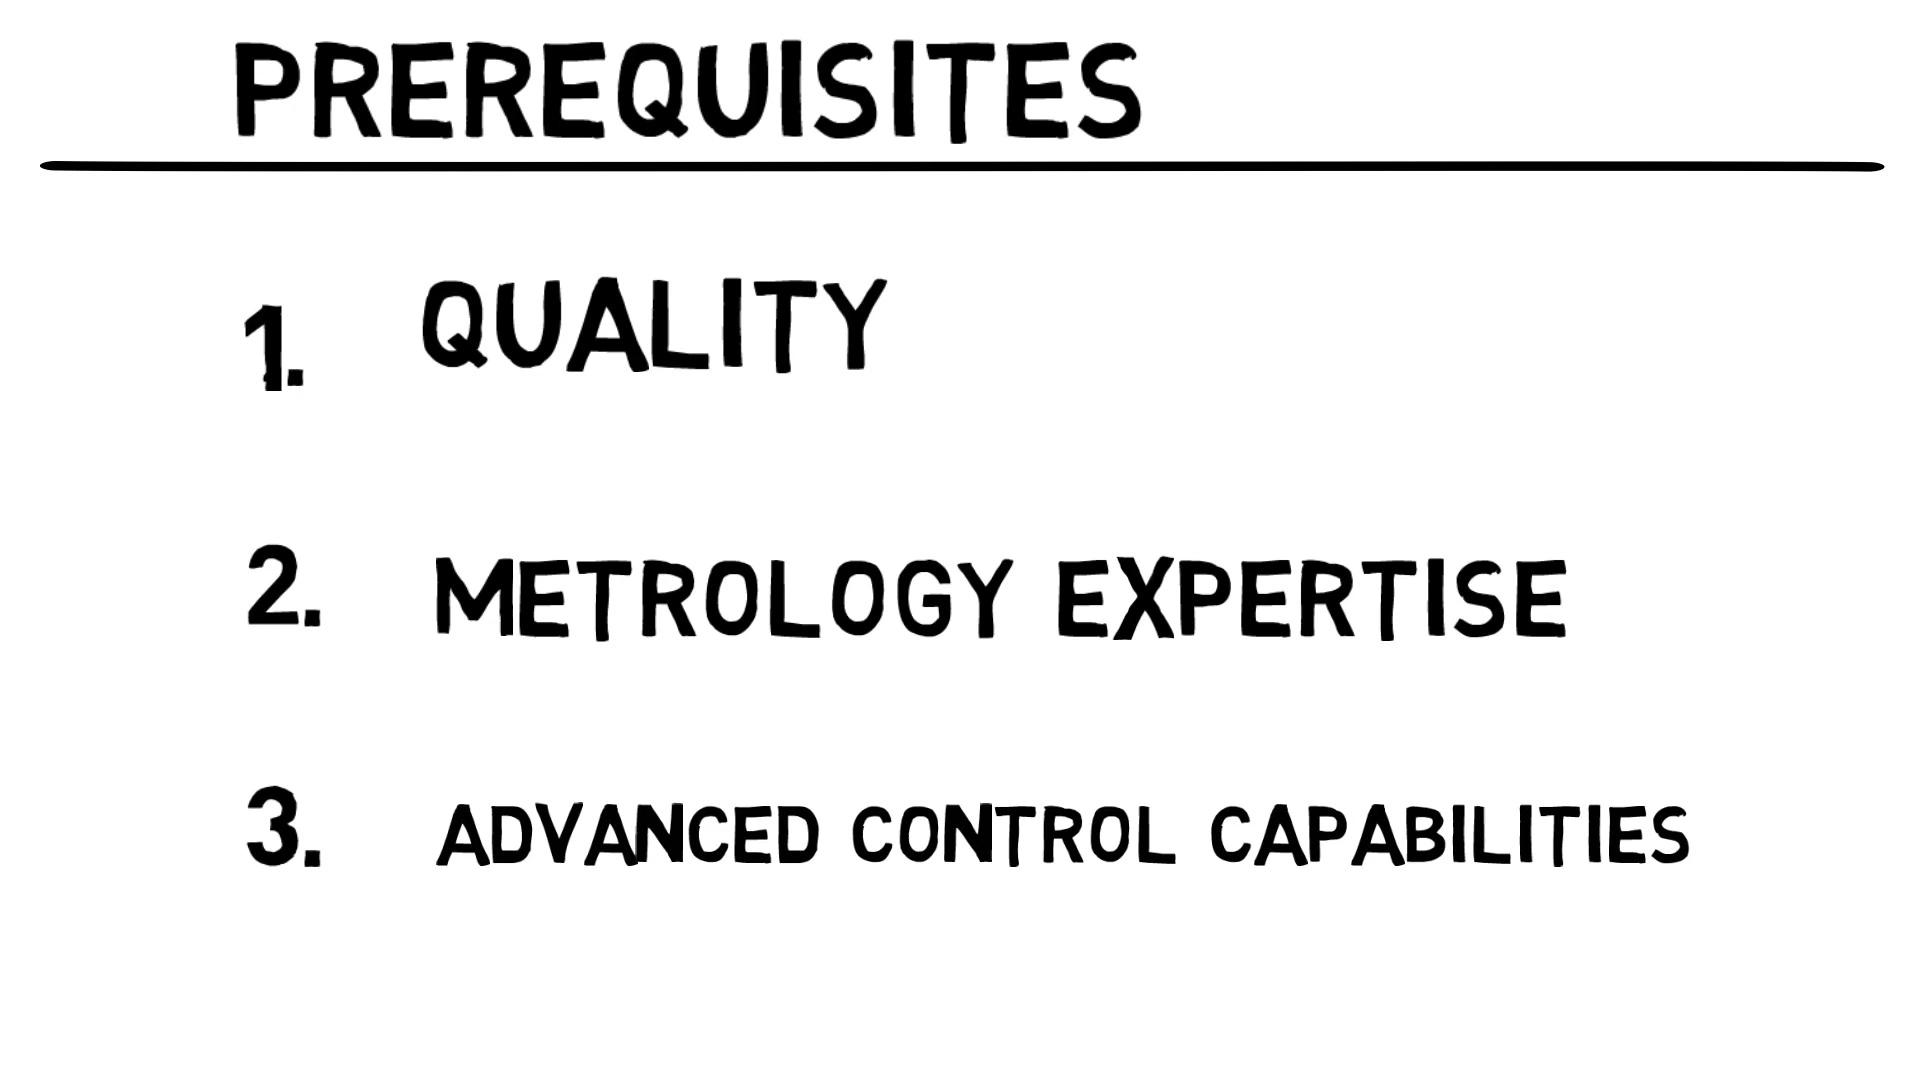 PREREQUISITES
1. QUALITY
2. METROLOGY EXPERTISE
3. ADVANCED CONTROL CAPABILITIES